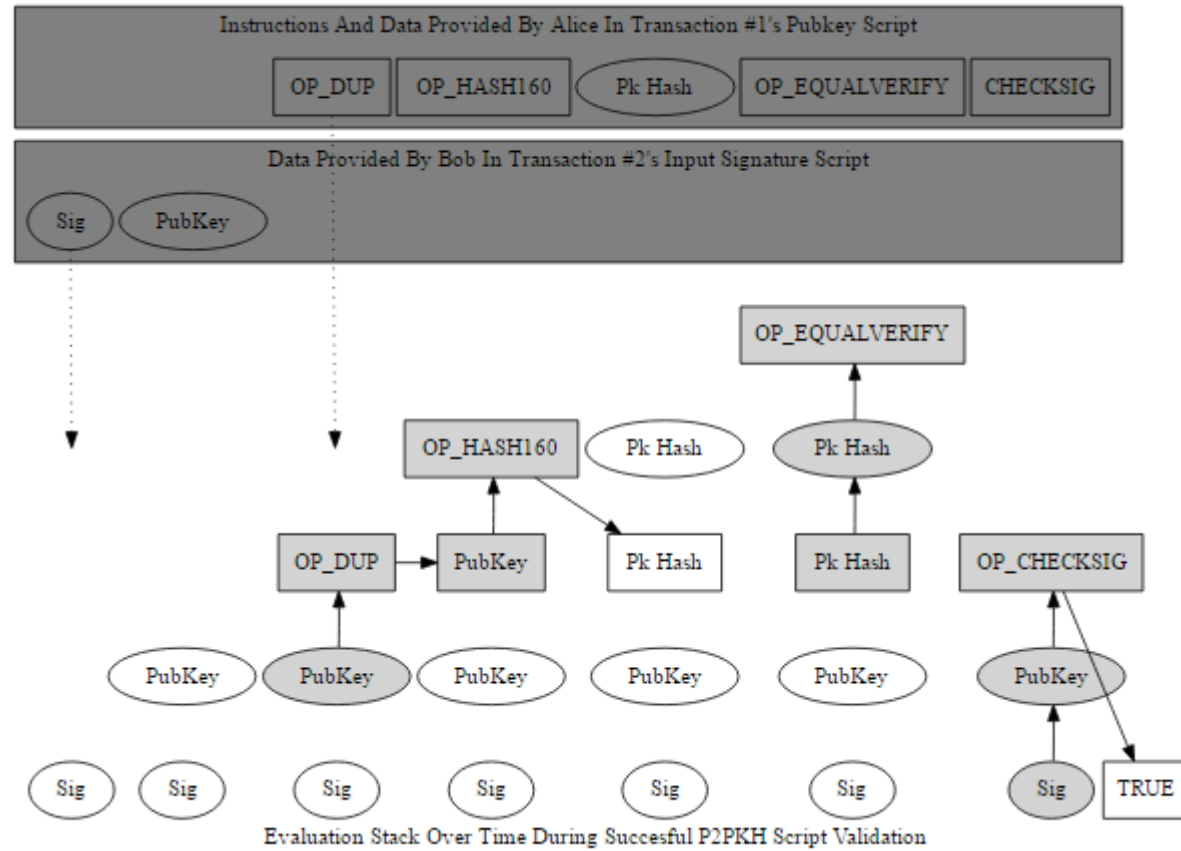 Instructions And Data Provided By Alice In Transaction #1's Pubkey Script
OP_DUP OP_HASH160 Pk Hash OP_EQUALVERIFY CHECKSIG
Data Provided By Bob In Transaction #2's Input Signature Script
Sig PubKey
OP_EQUALVERIFY
OP_HASH160 Pk Hash Pk Hash
OP_DUP PubKey Pk Hash Pk Hash OP_CHECKSIG
PubKey PubKey PubKey PubKey PubKey PubKey
Sig Sig Sig Sig Sig Sig Sig TRUE
Evaluation Stack Over Time During Succesful P2PKH Script Validation